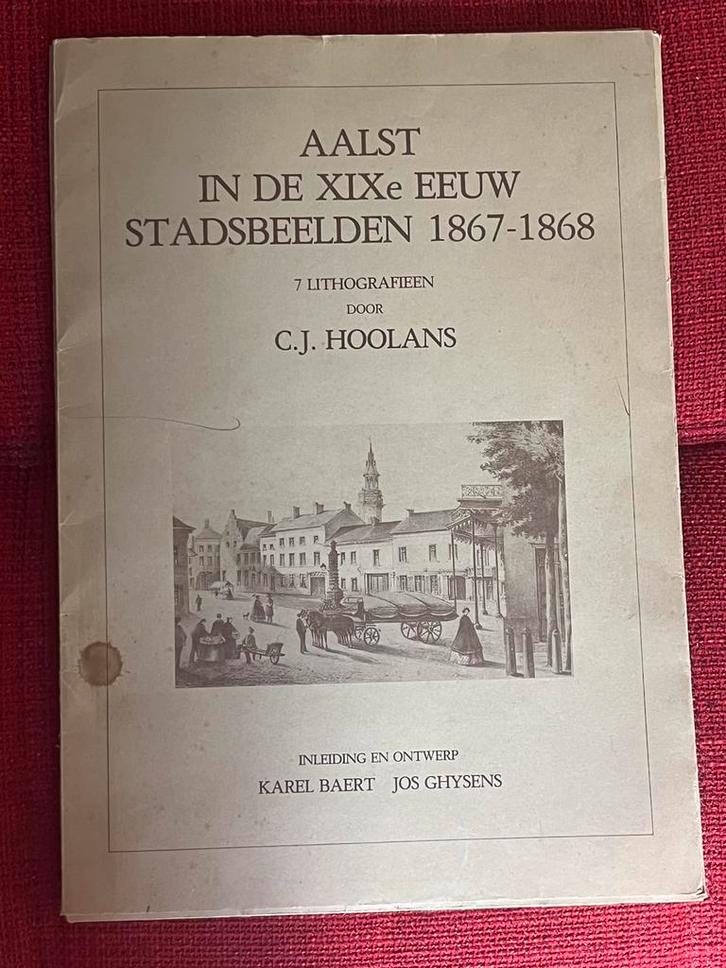 AALST
IN DE XIXe EEUW
STADSBEELDEN 1867-1868
7 LITHOGRAFIEEN
DOOR
C.J. HOOLANS
INLEIDING EN ONTWERP
KAREL BAERT JOS GHYSENS